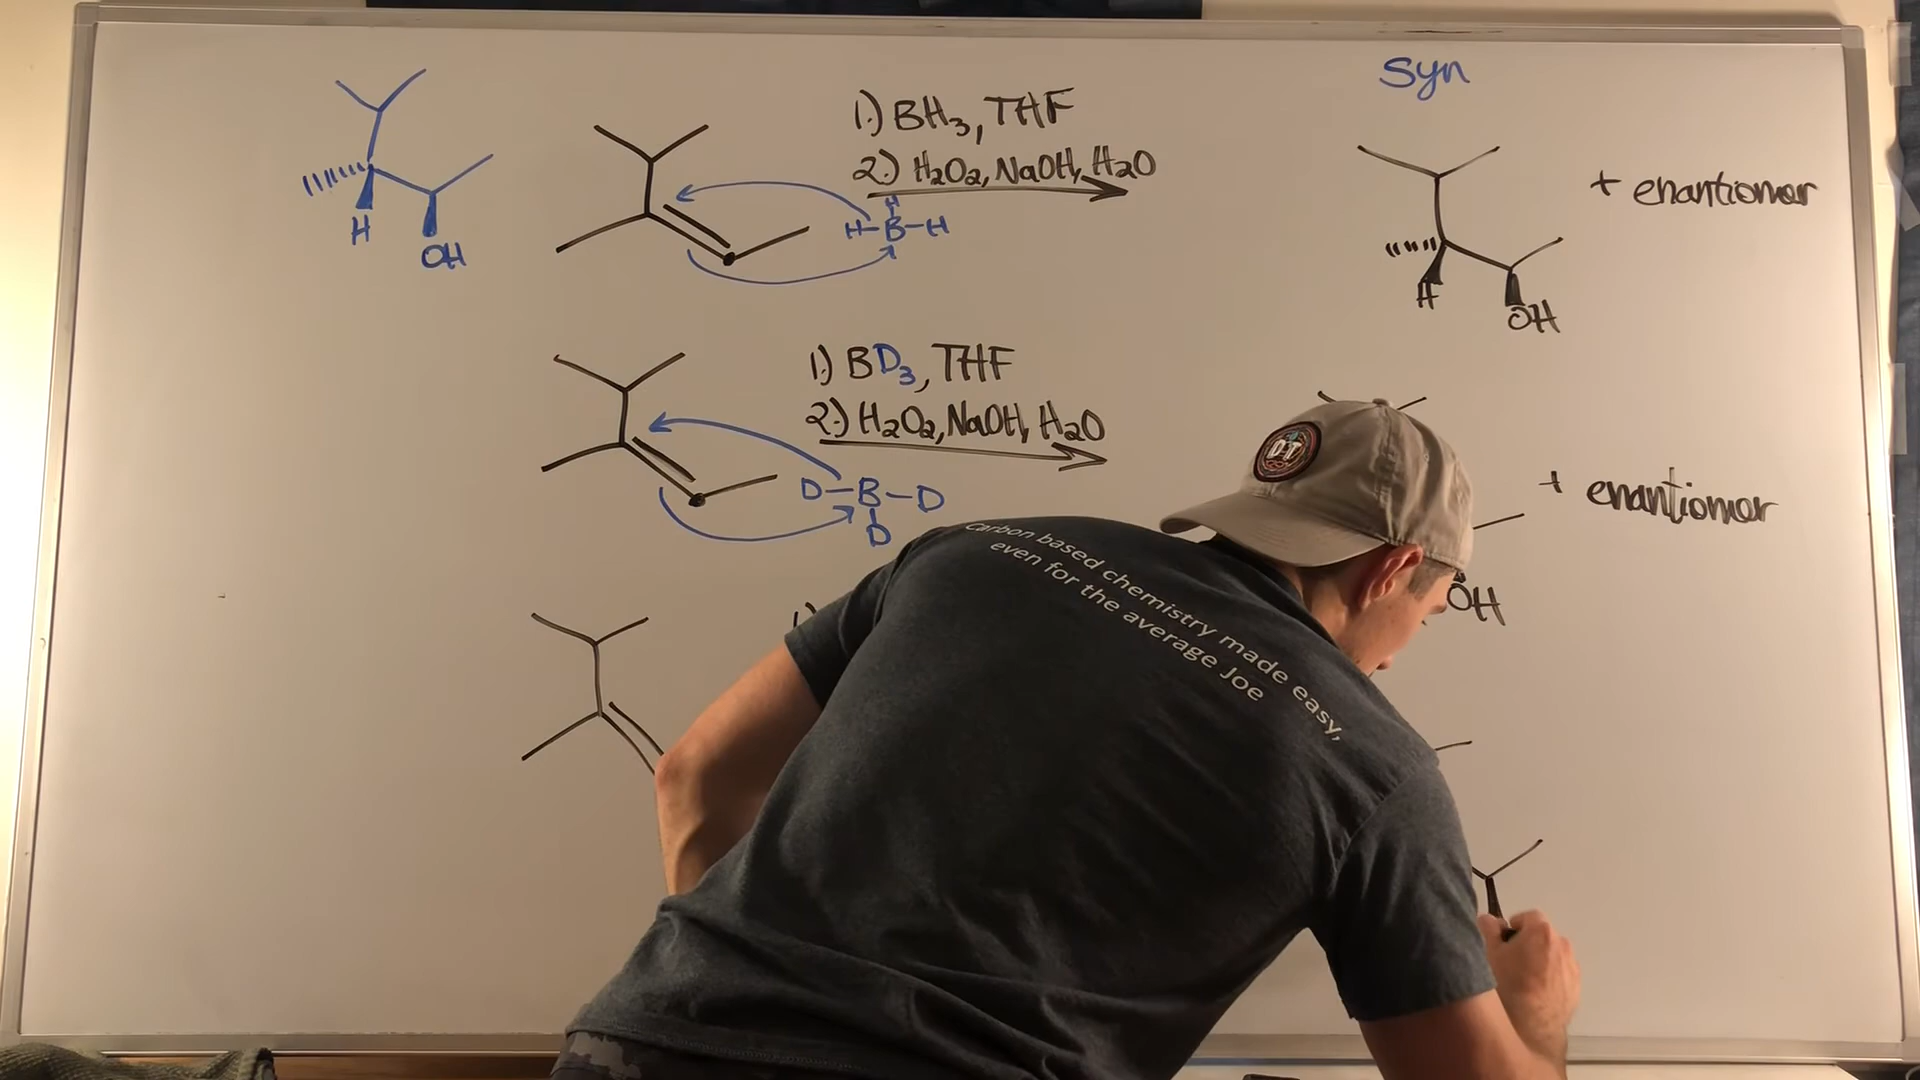 Syn
1.) BH3, THF
2.) H2O2, NaOH, H2O
H
H-B-H
H
OH
+ enantiomer
H
OH
1.) BD3, THF
2.) H2O2, NaOH, H2O
D-B-D
D
+ enantiomer
OH
D·T
Carbon based chemistry made easy,
even for the average Joe
1.)